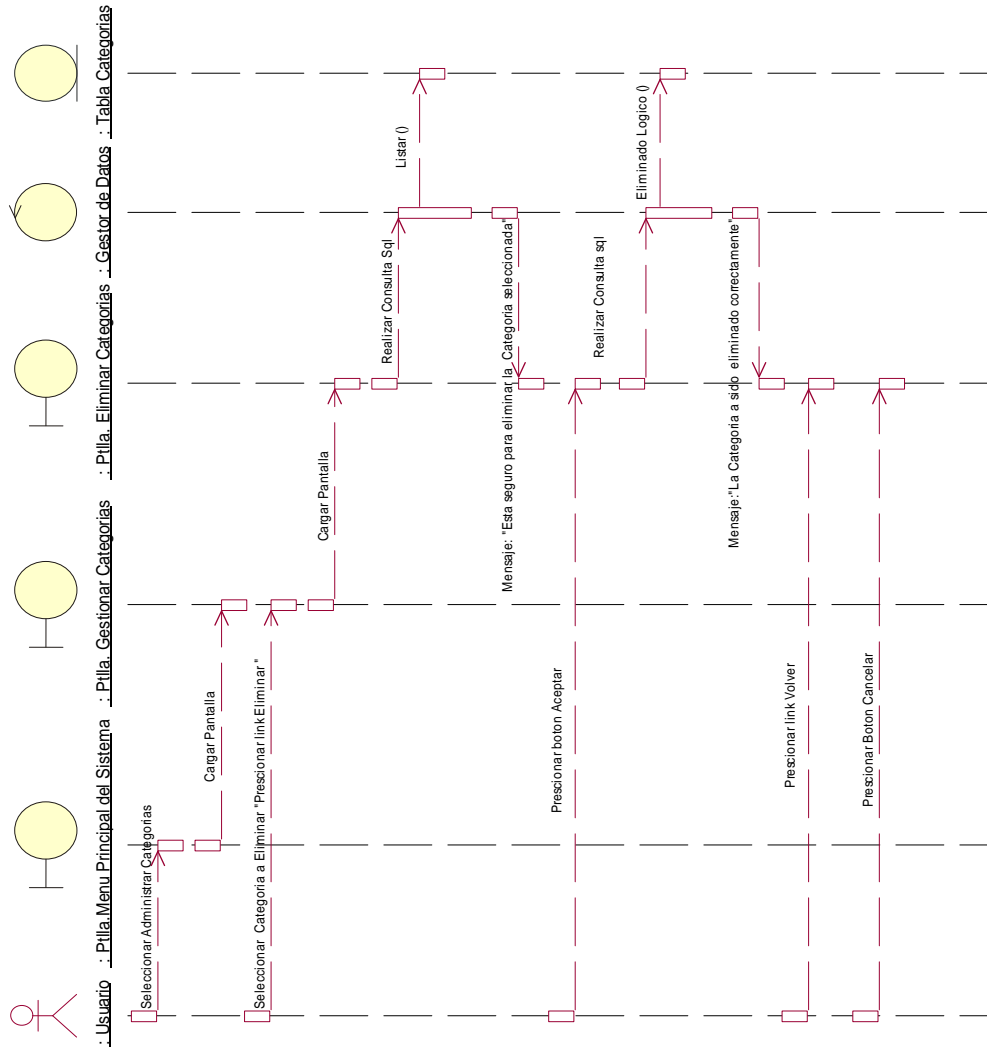 : Usuario
: Ptlla.Menu Principal del Sistema
: Ptlla. Gestionar Categorias
: Ptlla. Eliminar Categorias
: Gestor de Datos
: Tabla Categorias
Seleccionar Administrar Categorias
Cargar Pantalla
Seleccionar Categoria a Eliminar "Prescionar link Eliminar "
Cargar Pantalla
Realizar Consulta Sql
Listar ()
Mensaje: "Esta seguro para eliminar la Categoria seleccionada"
Prescionar boton Aceptar
Realizar Consulta sql
Eliminado Logico ()
Mensaje:"La Categoria a sido eliminado correctamente"
Prescionar link Volver
Prescionar Boton Cancelar